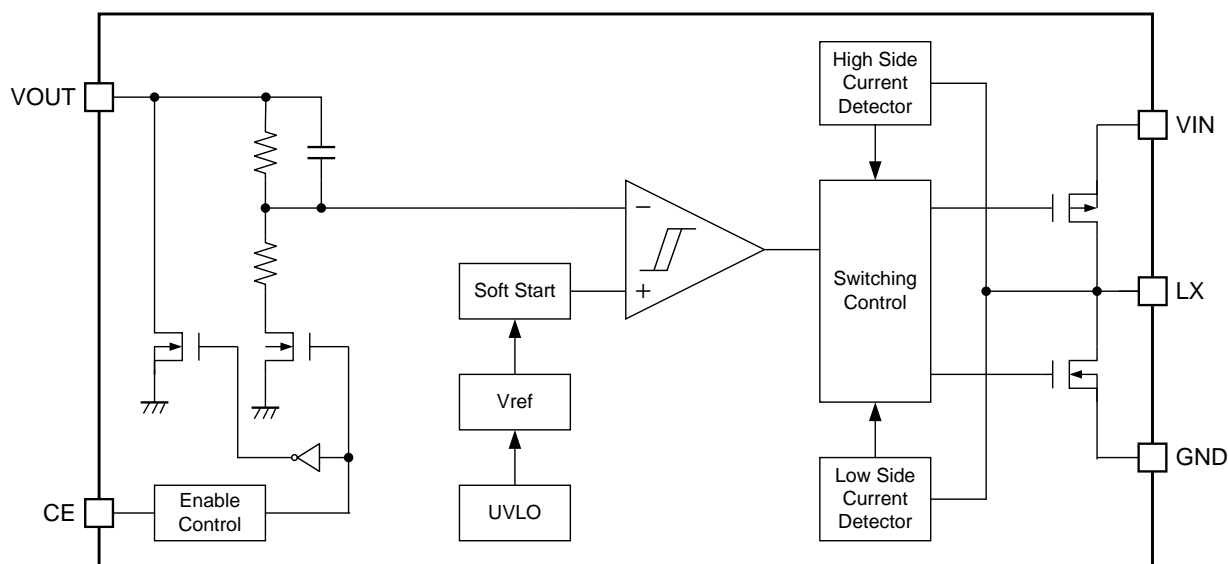 High Side
Current
Detector
VOUT
VIN
−
Soft Start
+
Switching
Control
LX
Vref
GND
Enable
Control
CE
UVLO
Low Side
Current
Detector